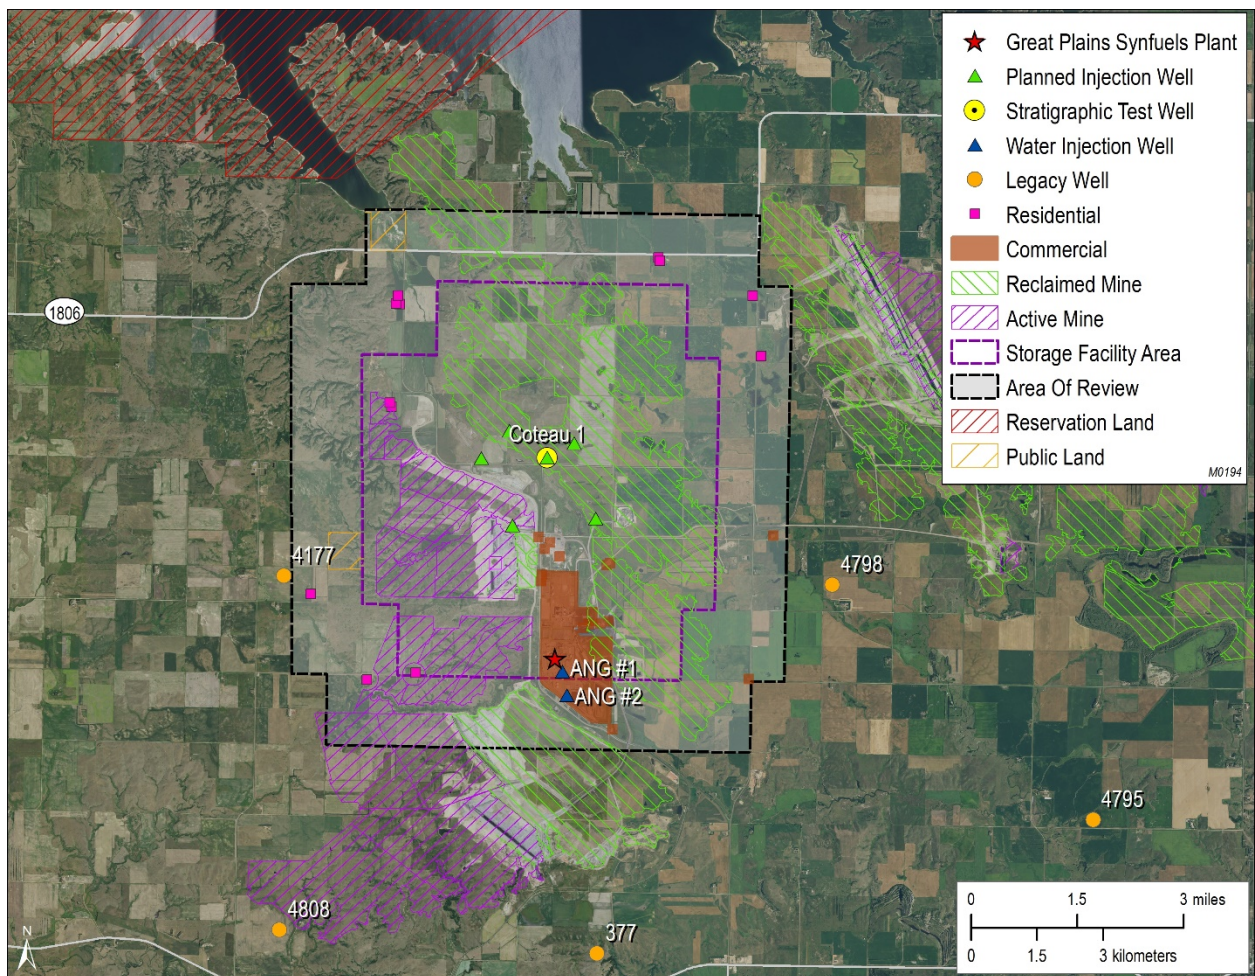 Great Plains Synfuels Plant
Planned Injection Well
Stratigraphic Test Well
Water Injection Well
Legacy Well
Residential
Commercial
Reclaimed Mine
Active Mine
Storage Facility Area
Area Of Review
Reservation Land
Public Land
M0194
1806
Coteau 1
4177
4798
ANG #1
ANG #2
4795
4808
377
N
0 1.5 3 miles
0 1.5 3 kilometers